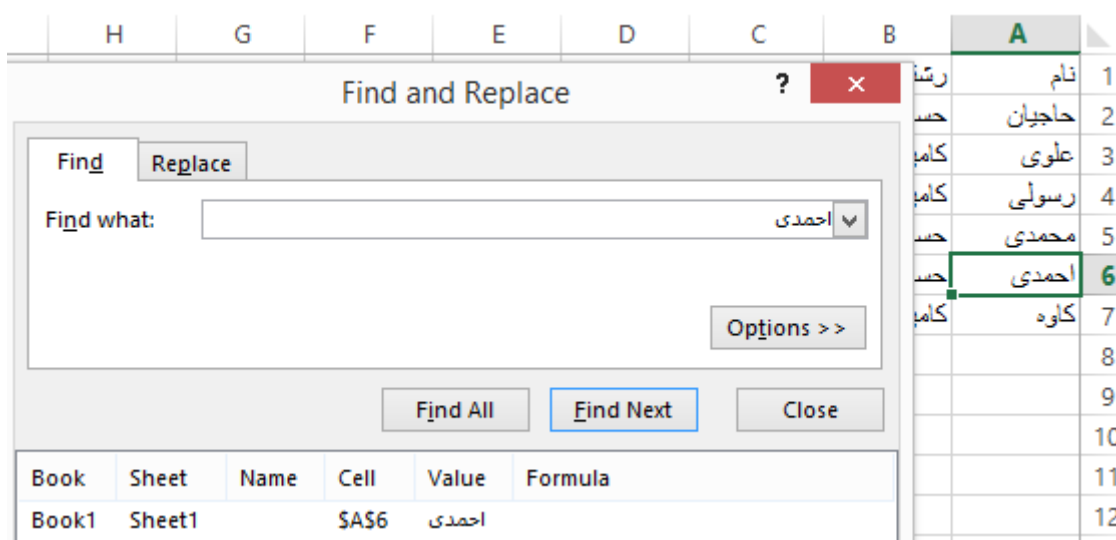 H G F E D C B A
Find and Replace ? ×
نام 1
حاجیان 2
Find Replace
علوی 3
رسولی 4
Find what: احمدی
محمدی 5
احمدی 6
Options >>
کاوه 7
8
Find All Find Next Close
9
10
Book Sheet Name Cell Value Formula
11
Book1 Sheet1 $A$6 احمدی
12